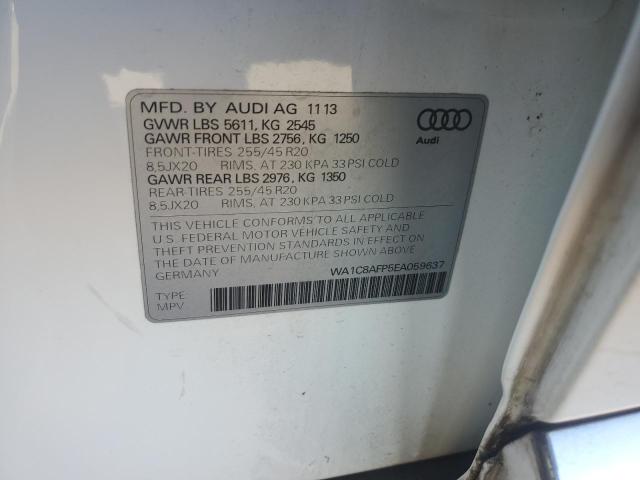 MFD. BY AUDI AG 11 13
GVWR LBS 5611, KG 2545
GAWR FRONT LBS 2756, KG 1250
FRONT-TIRES 255/45 R20
8,5JX20 RIMS, AT 230 KPA 33 PSI COLD
GAWR REAR LBS 2976, KG 1350
REAR-TIRES 255/45 R20
8,5JX20 RIMS, AT 230 KPA 33 PSI COLD
Audi
THIS VEHICLE CONFORMS TO ALL APPLICABLE
U.S. FEDERAL MOTOR VEHICLE SAFETY AND
THEFT PREVENTION STANDARDS IN EFFECT ON
THE DATE OF MANUFACTURE SHOWN ABOVE
GERMANY WA1C8AFP5EA059637
TYPE:
MPV